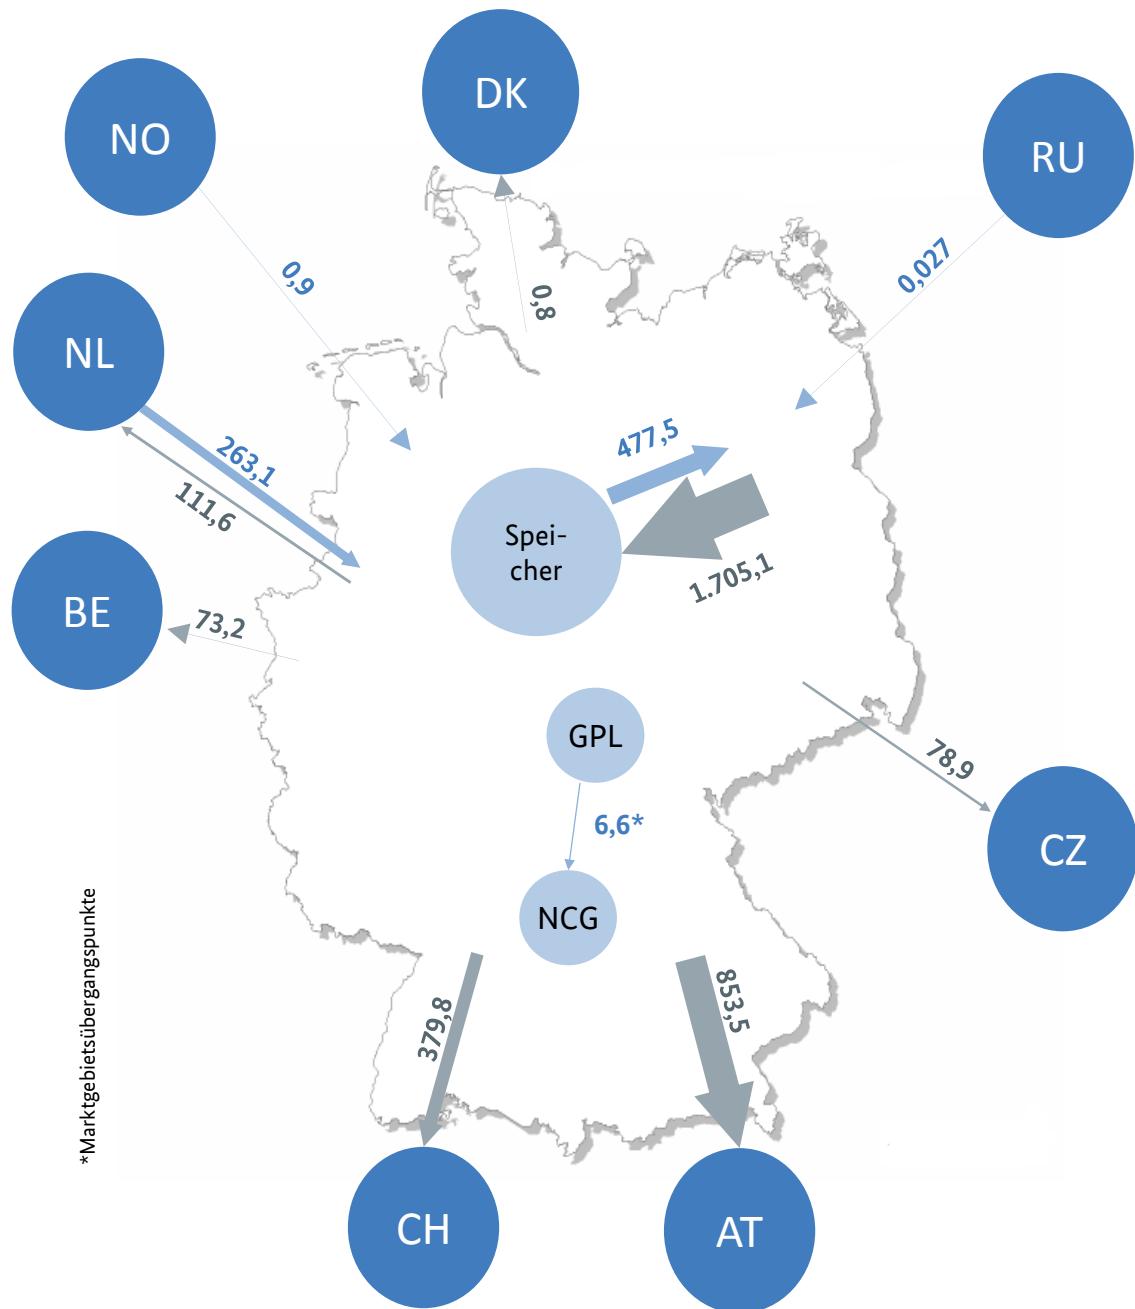 DK
NO
RU
0,9
0,8
0,027
NL
263,1
111,6
477,5
Spei-
cher
1.705,1
BE
73,2
GPL
78,9
6,6*
CZ
NCG
*Marktgebietsübergangspunkte
379,8
853,5
CH
AT